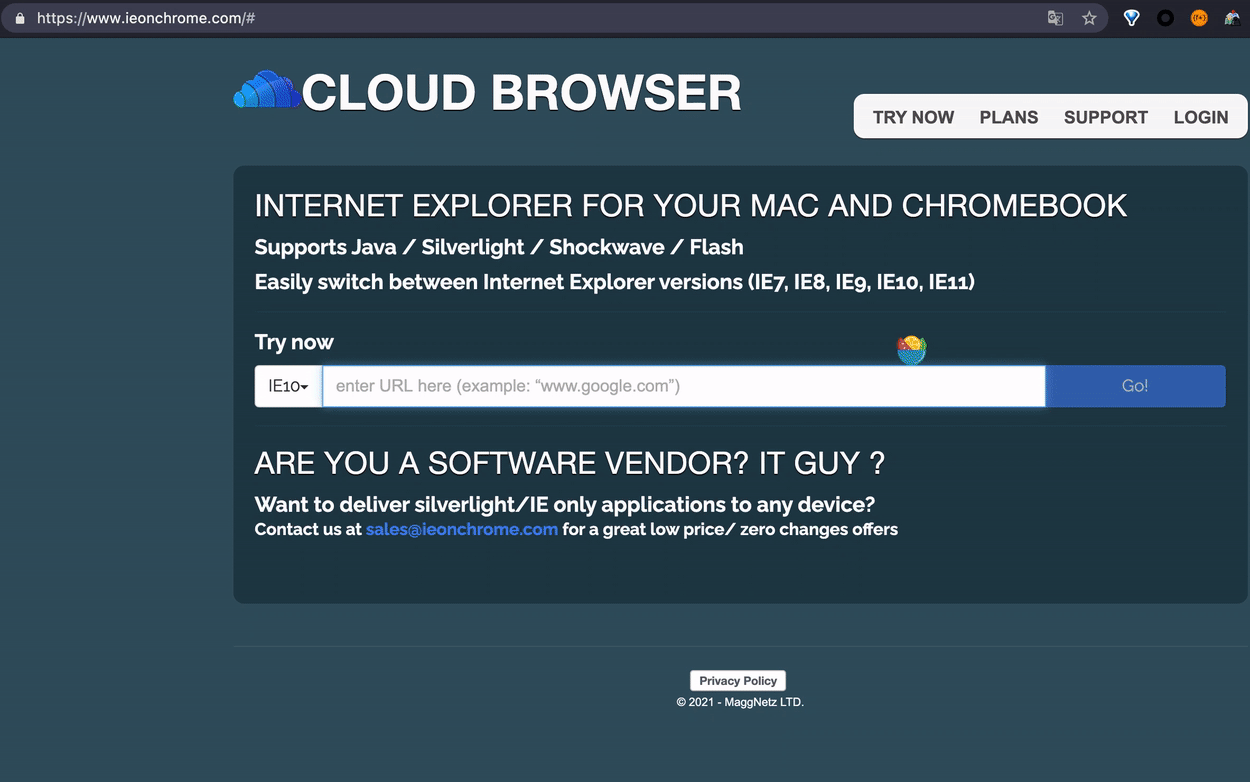 https://www.ieonchrome.com/#
CLOUD BROWSER
TRY NOW PLANS SUPPORT LOGIN
INTERNET EXPLORER FOR YOUR MAC AND CHROMEBOOK
Supports Java / Silverlight / Shockwave / Flash
Easily switch between Internet Explorer versions (IE7, IE8, IE9, IE10, IE11)
Try now
IE10 enter URL here (example: “www.google.com”) Go!
ARE YOU A SOFTWARE VENDOR? IT GUY ?
Want to deliver silverlight/IE only applications to any device?
Contact us at sales@ieonchrome.com for a great low price/ zero changes offers
Privacy Policy
© 2021 - MaggNetz LTD.